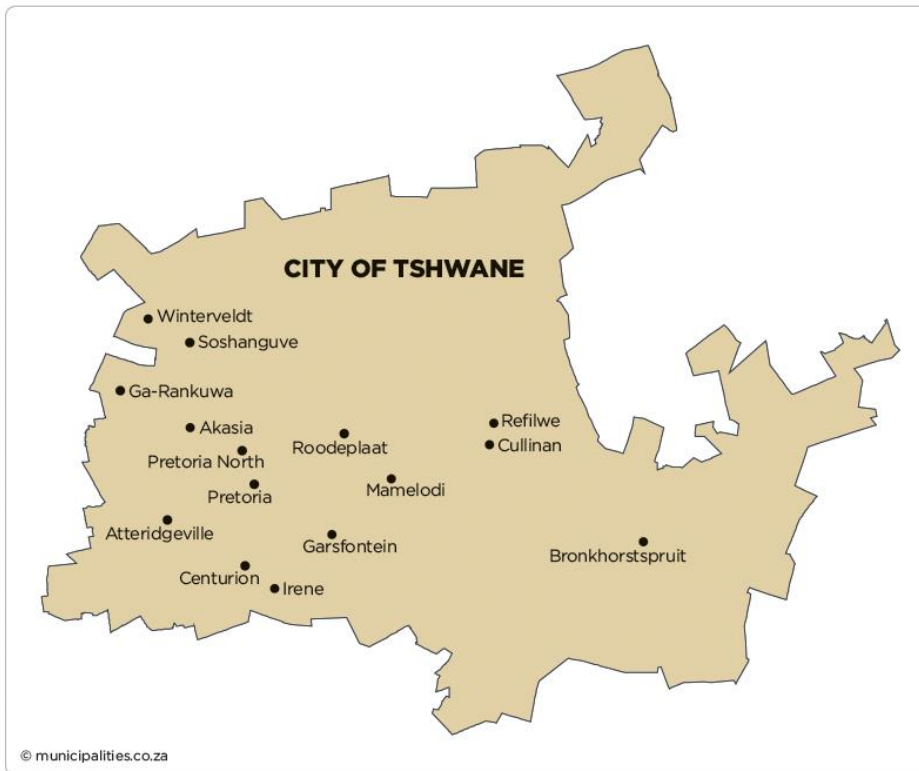 CITY OF TSHWANE
Winterveldt
Soshanguve
Ga-Rankuwa
Akasia
Refilwe
Roodeplaat
Cullinan
Pretoria North
Pretoria
Mamelodi
Atteridgeville
Garsfontein
Bronkhorstspruit
Centurion
Irene
© municipalities.co.za